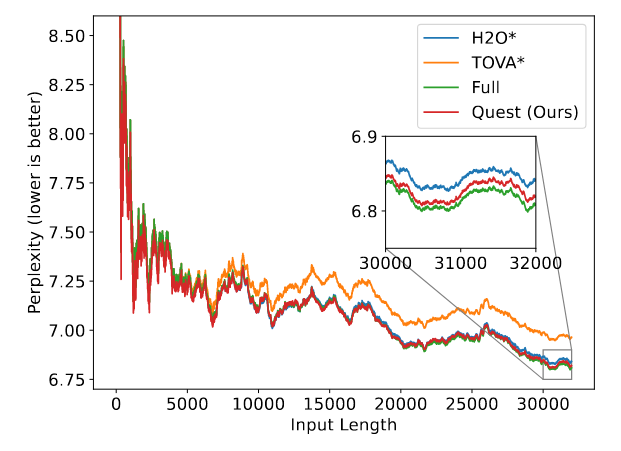 8.50
8.25
8.00
7.75
7.50
7.25
7.00
6.75
Perplexity (lower is better)
H2O*
TOVA*
Full
Quest (Ours)
6.9
6.8
30000 31000 32000
0 5000 10000 15000 20000 25000 30000
Input Length